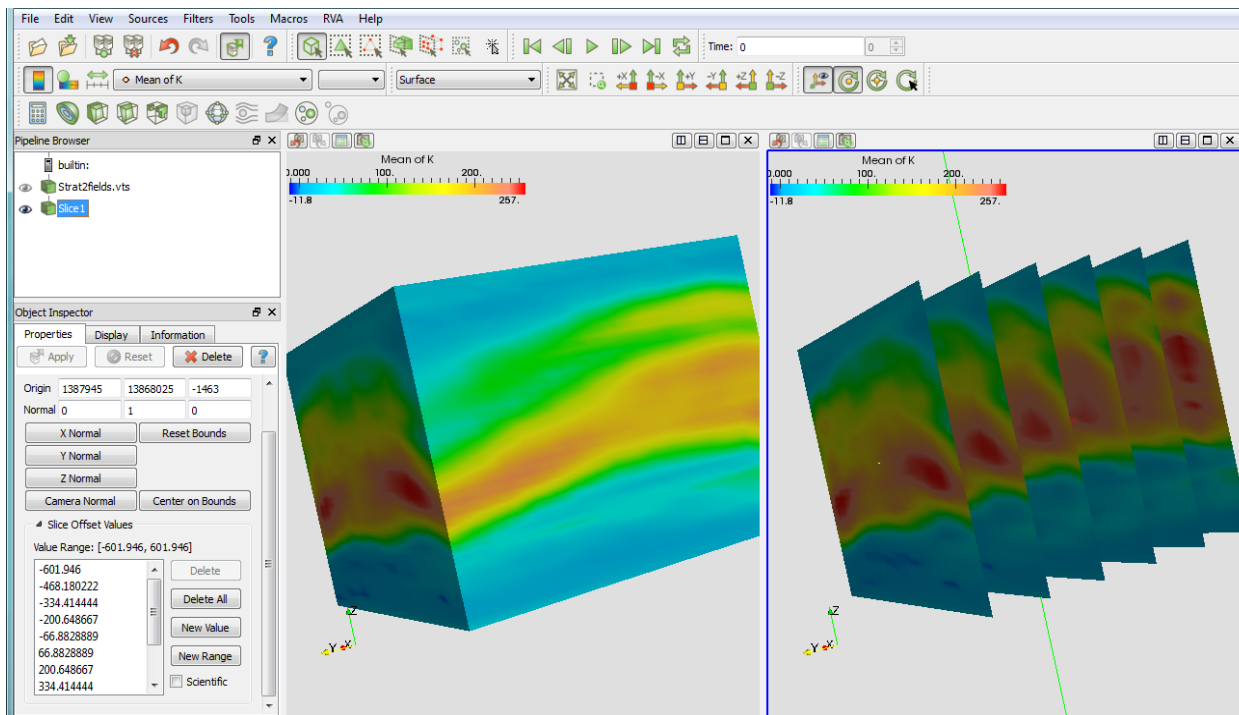 File Edit View Sources Filters Tools Macros RVA Help
Time: 0 0
Mean of K Surface
+X -X +Y -Y +Z -Z
Pipeline Browser
builtin:
Strat2fields.vts
Slice1
Object Inspector
Properties Display Information
Apply Reset Delete ?
Origin 1387945 13868025 -1463
Normal 0 1 0
X Normal Reset Bounds
Y Normal
Z Normal
Camera Normal Center on Bounds
Slice Offset Values
Value Range: [-601.946, 601.946]
-601.946
-468.180222
-334.414444
-200.648667
-66.8828889
66.8828889
200.648667
334.414444
Delete
Delete All
New Value
New Range
Scientific
Mean of K
0.000 100. 200.
-11.8 257.
Z
Y X
Mean of K
0.000 100. 200.
-11.8 257.
Z
Y X